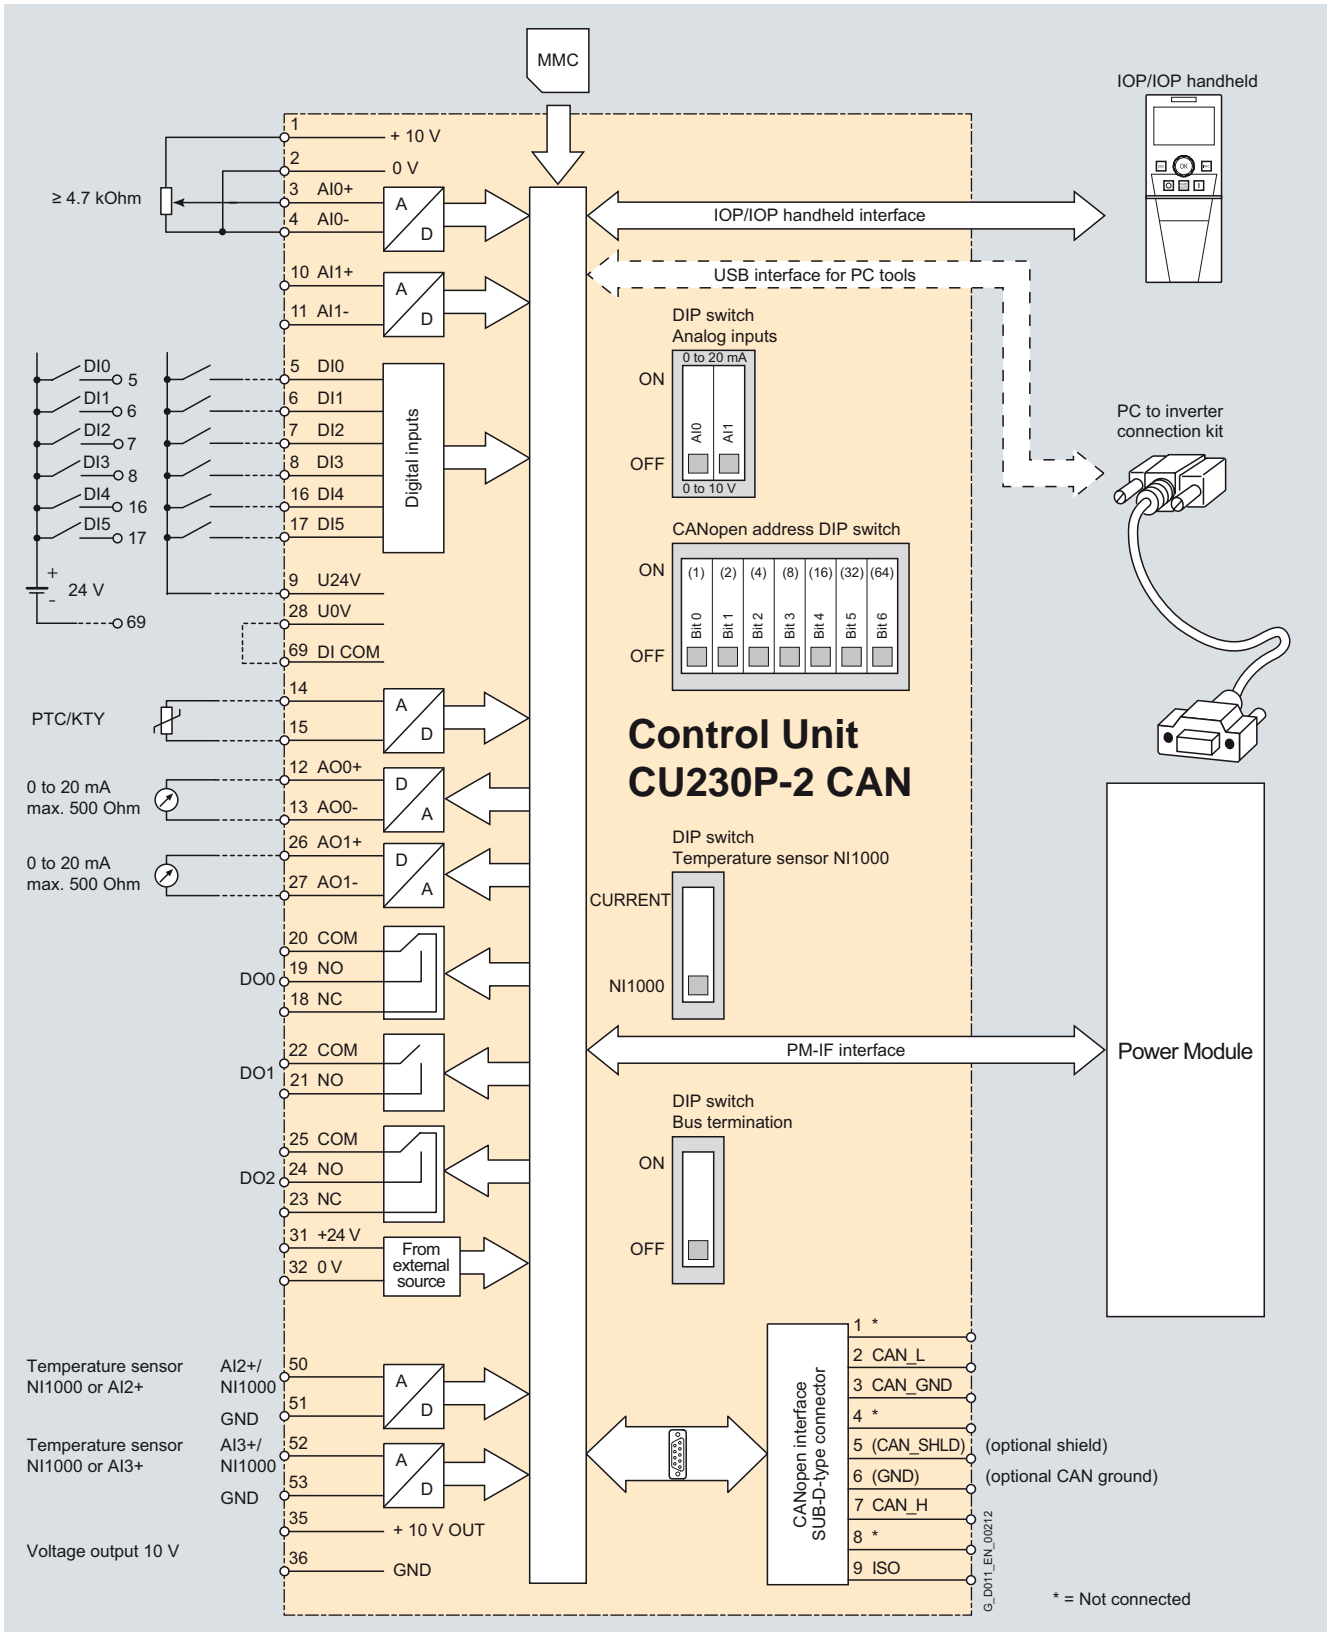 MMC
IOP/IOP handheld
OK
1
+ 10 V
2
0 V
≥ 4.7 kOhm
3 AI0+
4 AI0-
A
D
IOP/IOP handheld interface
10 AI1+
11 AI1-
A
D
USB interface for PC tools
DIP switch
Analog inputs
0 to 20 mA
ON
AI0
AI1
OFF
0 to 10 V
DI0
5
DI1
6
DI2
7
DI3
8
DI4
16
DI5
17
+
24 V
-
69
5 DI0
6 DI1
7 DI2
8 DI3
16 DI4
17 DI5
Digital inputs
9 U24V
28 U0V
69 DI COM
PC to inverter
connection kit
CANopen address DIP switch
ON
(1) (2) (4) (8) (16) (32) (64)
Bit 0 Bit 1 Bit 2 Bit 3 Bit 4 Bit 5 Bit 6
OFF
Control Unit
CU230P-2 CAN
PTC/KTY
14
15
A
D
0 to 20 mA
max. 500 Ohm
12 AO0+
13 AO0-
D
A
0 to 20 mA
max. 500 Ohm
26 AO1+
27 AO1-
D
A
DIP switch
Temperature sensor NI1000
CURRENT
NI1000
DO0
20 COM
19 NO
18 NC
DO1
22 COM
21 NO
PM-IF interface
Power Module
DO2
25 COM
24 NO
23 NC
DIP switch
Bus termination
ON
OFF
31 +24 V
32 0 V
From
external
source
Temperature sensor
NI1000 or AI2+
AI2+/
NI1000
GND
50
51
A
D
Temperature sensor
NI1000 or AI3+
AI3+/
NI1000
GND
52
53
A
D
Voltage output 10 V
35
+ 10 V OUT
36
GND
CANopen interface
SUB-D-type connector
1 *
2 CAN_L
3 CAN_GND
4 *
5 (CAN_SHLD) (optional shield)
6 (GND) (optional CAN ground)
7 CAN_H
8 *
9 ISO
G_D011_EN_00212
* = Not connected